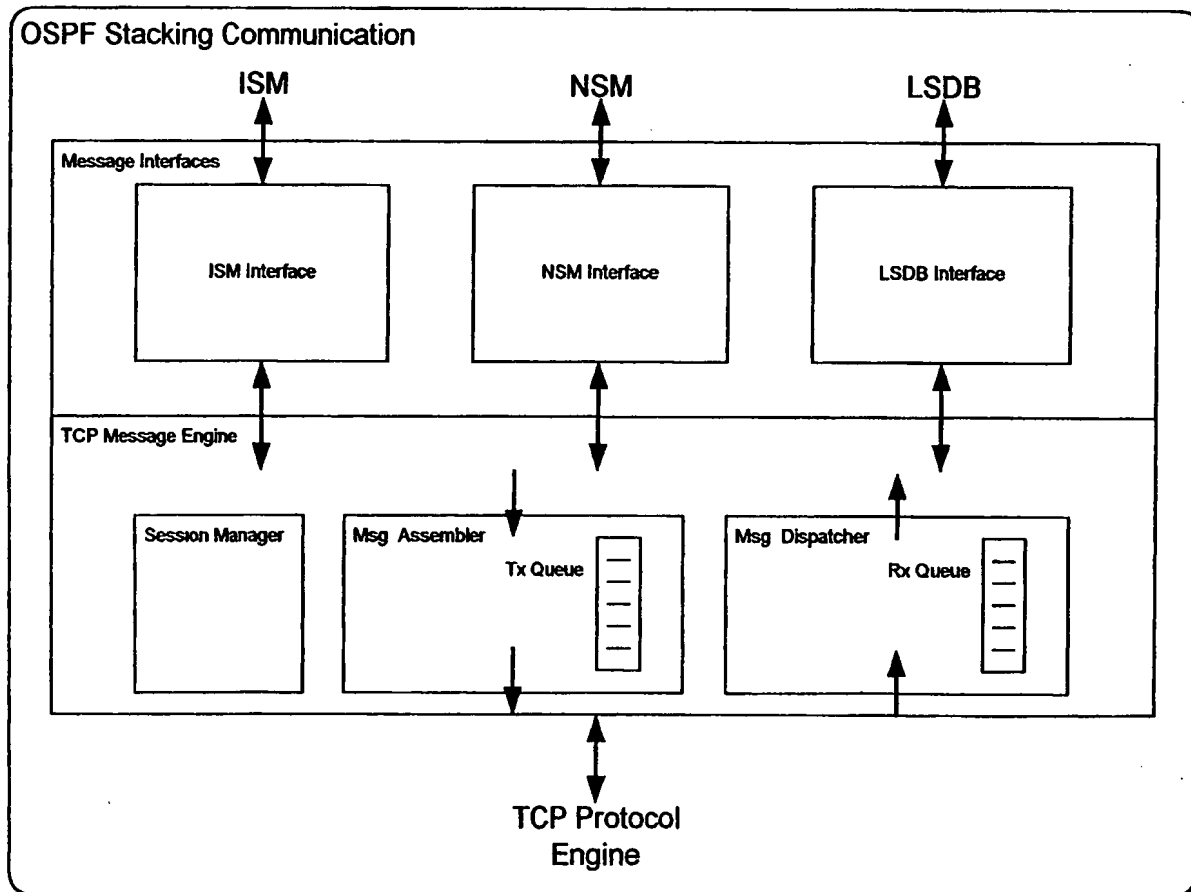 OSPF Stacking Communication
ISM
NSM
LSDB
Message Interfaces
ISM Interface
NSM Interface
LSDB Interface
TCP Message Engine
Session Manager
Msg Assembler
Tx Queue
Msg Dispatcher
Rx Queue
TCP Protocol
Engine